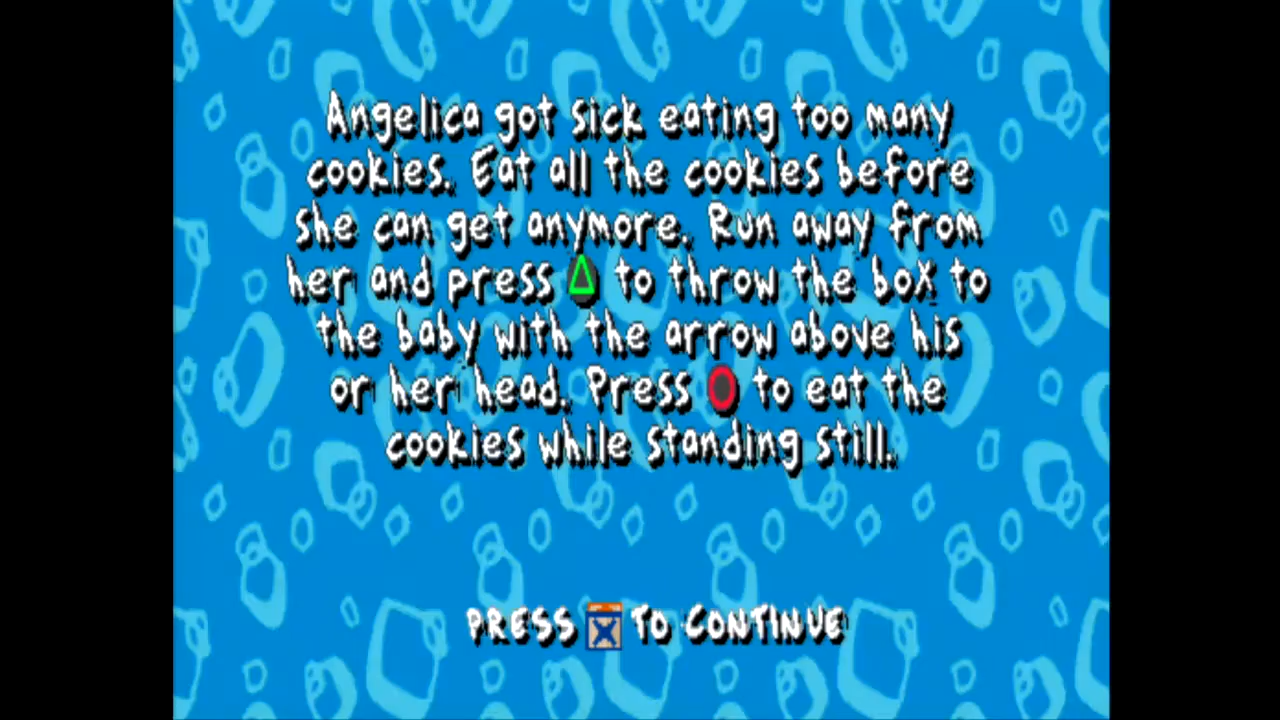 Angelica got sick eating too many
cookies. Eat all the cookies before
she can get anymore. Run away from
her and press △ to throw the box to
the baby with the arrow above his
or her head. Press ○ to eat the
cookies while standing still.
PRESS X TO CONTINUE